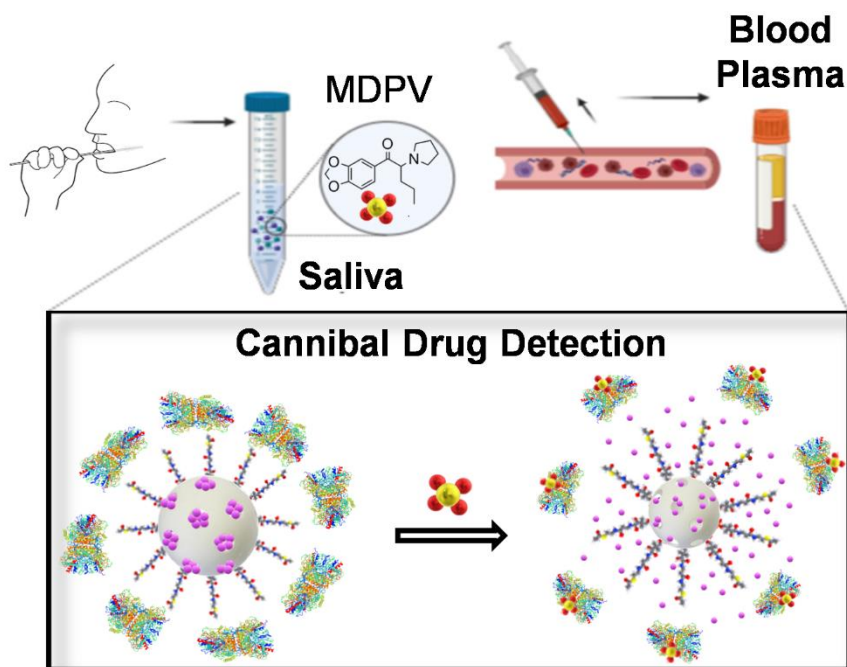 Blood
Plasma
MDPV
O
N
O
O
Saliva
Cannibal Drug Detection